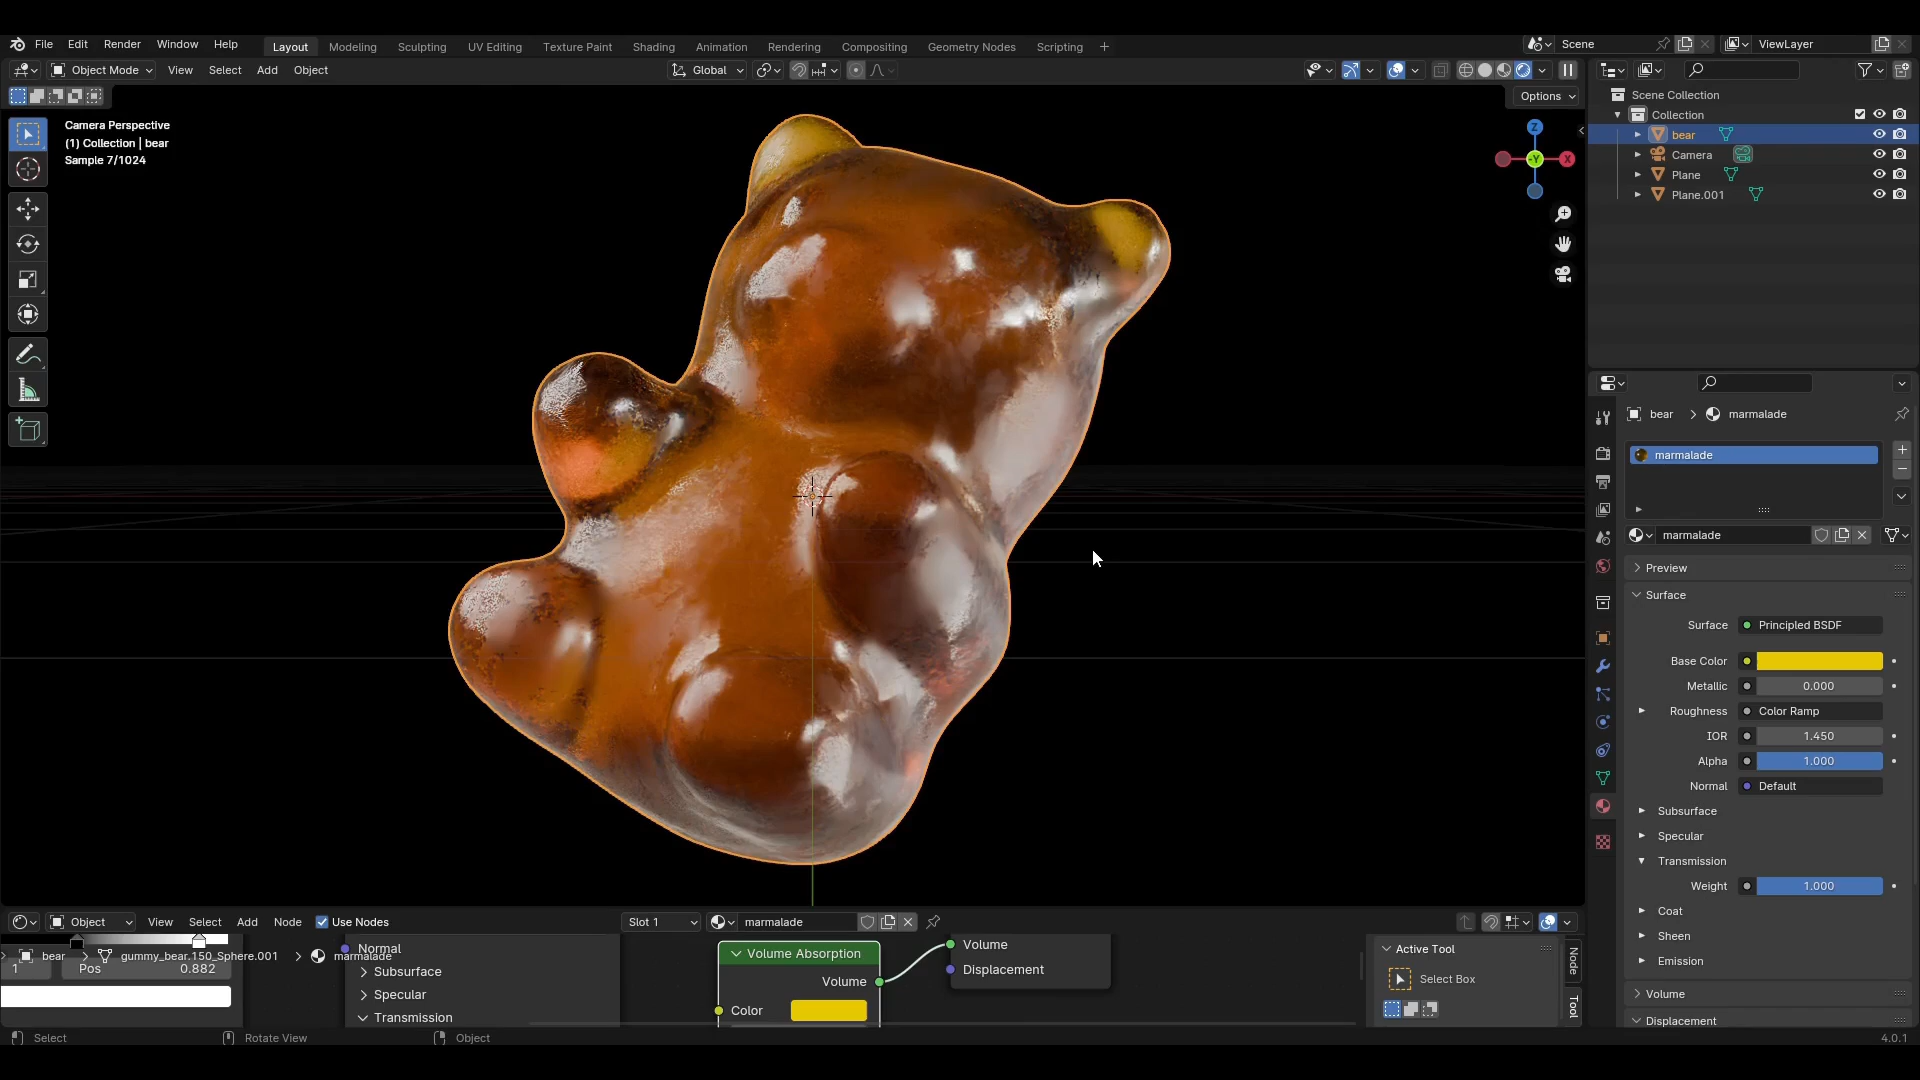 File Edit Render Window Help Layout Modeling Sculpting UV Editing Texture Paint Shading Animation Rendering Compositing Geometry Nodes Scripting + Scene ViewLayer
Object Mode View Select Add Object Global
Options
Camera Perspective
(1) Collection | bear
Sample 7/1024
Z
-Y
X
Scene Collection
Collection
bear
Camera
Plane
Plane.001
bear > marmalade
marmalade
marmalade
Preview
Surface
Surface Principled BSDF
Base Color
Metallic 0.000
Roughness Color Ramp
IOR 1.450
Alpha 1.000
Normal Default
Subsurface
Specular
Transmission
Weight 1.000
Coat
Sheen
Emission
Volume
Displacement
Object View Select Add Node Use Nodes Slot 1 marmalade
bear > gummy_bear.150_Sphere.001 > marmalade
1 Pos 0.882
Normal
Subsurface
Specular
Transmission
Volume Absorption
Volume
Color
Volume
Displacement
Active Tool
Select Box
Node
Tool
Select Rotate View Object 4.0.1